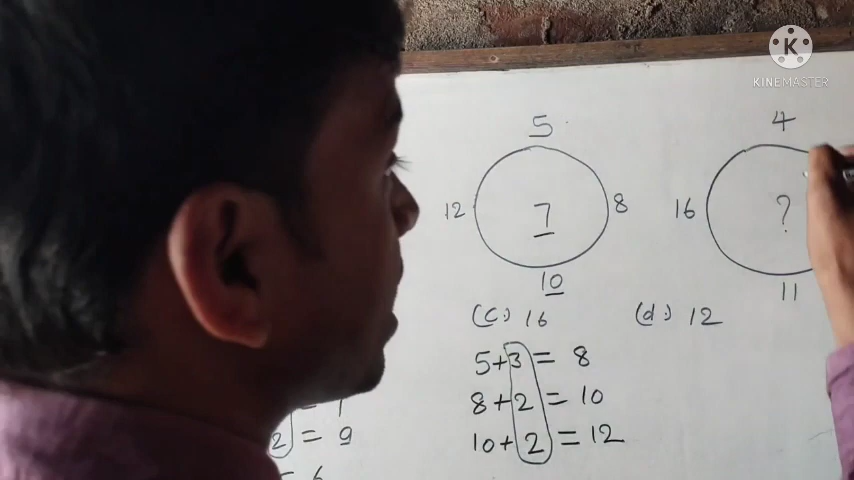 K
KINEMASTER
5
4
12
7
8
16
?
10
11
(c) 16
(d) 12
5+3 = 8
8+2 = 10
10+2 = 12
2 = 9